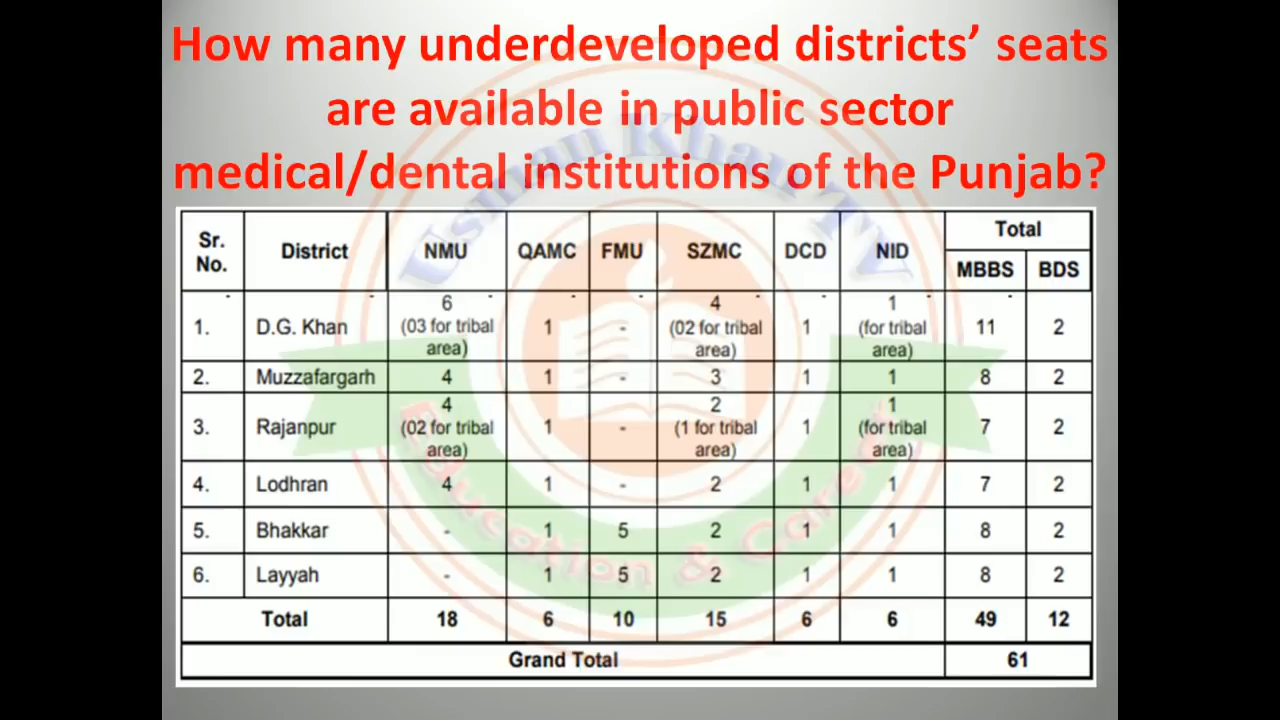 How many underdeveloped districts’ seats
are available in public sector
medical/dental institutions of the Punjab?
Sr. No. District NMU QAMC FMU SZMC DCD NID Total
MBBS BDS
1. D.G. Khan 6 (03 for tribal area) 1 - 4 (02 for tribal area) 1 1 (for tribal area) 11 2
2. Muzzafargarh 4 1 - 3 1 1 8 2
3. Rajanpur 4 (02 for tribal area) 1 - 2 (1 for tribal area) 1 1 (for tribal area) 7 2
4. Lodhran 4 1 - 2 1 1 7 2
5. Bhakkar - 1 5 2 1 1 8 2
6. Layyah - 1 5 2 1 1 8 2
Total 18 6 10 15 6 6 49 12
Grand Total 61
Usman Khan TV
Education & Career